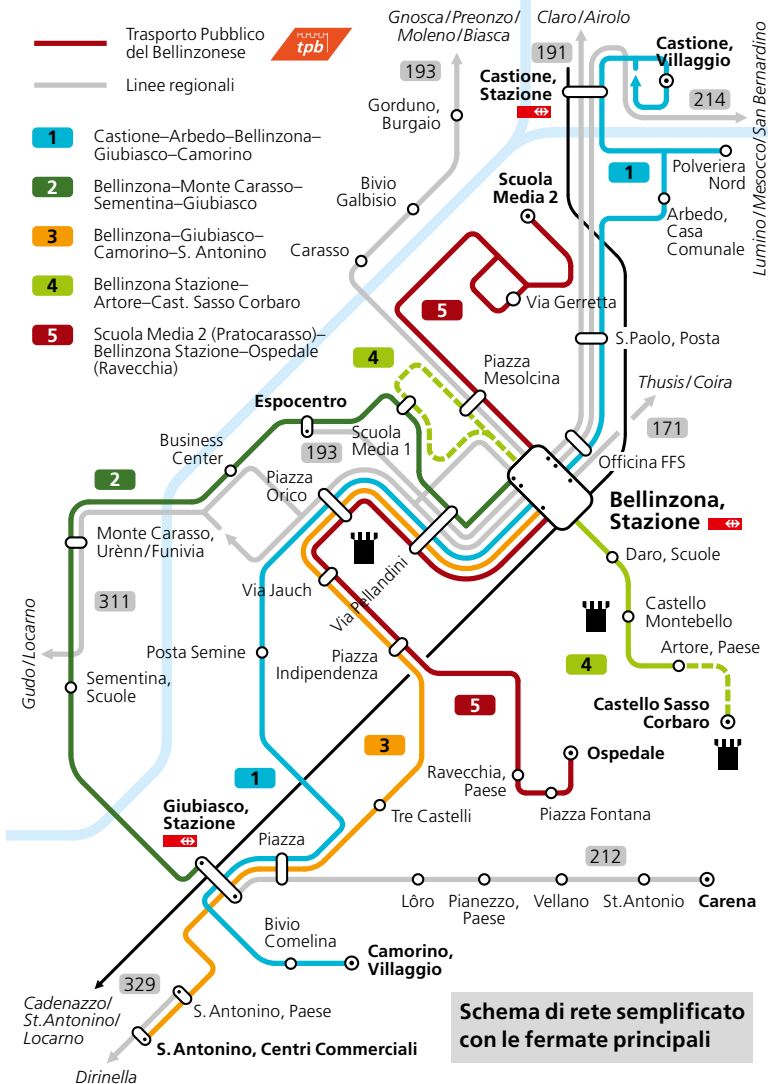 Trasporto Pubblico
del Bellinzonese
tpb
Linee regionali
1
Castione–Arbedo–Bellinzona–
Giubiasco–Camorino
2
Bellinzona–Monte Carasso–
Sementina–Giubiasco
3
Bellinzona–Giubiasco–
Camorino–S. Antonino
4
Bellinzona Stazione–
Artore–Cast. Sasso Corbaro
5
Scuola Media 2 (Pratocarasso)–
Bellinzona Stazione–Ospedale
(Ravecchia)
Gnosca/Preonzo/
Moleno/Biasca
193
Gorduno,
Burgaio
Bivio
Galbisio
Carasso
Claro/Airolo
191
Castione,
Stazione
Castione,
Villaggio
214
Lumino/Mesocco/San Bernardino
1
Polveriera
Nord
Arbedo,
Casa
Comunale
Scuola
Media 2
Via Gerretta
5
S.Paolo, Posta
Piazza
Mesolcina
4
Thusis/Coira
171
Officina FFS
Espocentro
Scuola
Media 1
193
Business
Center
Piazza
Orico
2
Bellinzona,
Stazione
Monte Carasso,
Urènn/Funivia
311
Gudo/Locarno
Via Jauch
Via Pellandini
Daro, Scuole
Castello
Montebello
Artore, Paese
4
Castello Sasso
Corbaro
Posta Semine
Piazza
Indipendenza
Sementina,
Scuole
5
3
1
Ospedale
Ravecchia,
Paese
Piazza Fontana
Tre Castelli
Giubiasco,
Stazione
Piazza
212
Lôro
Pianezzo,
Paese
Vellano
St.Antonio
Carena
Bivio
Comelina
Camorino,
Villaggio
329
Cadenazzo/
St.Antonino/
Locarno
S. Antonino, Paese
S. Antonino, Centri Commerciali
Dirinella
Schema di rete semplificato
con le fermate principali